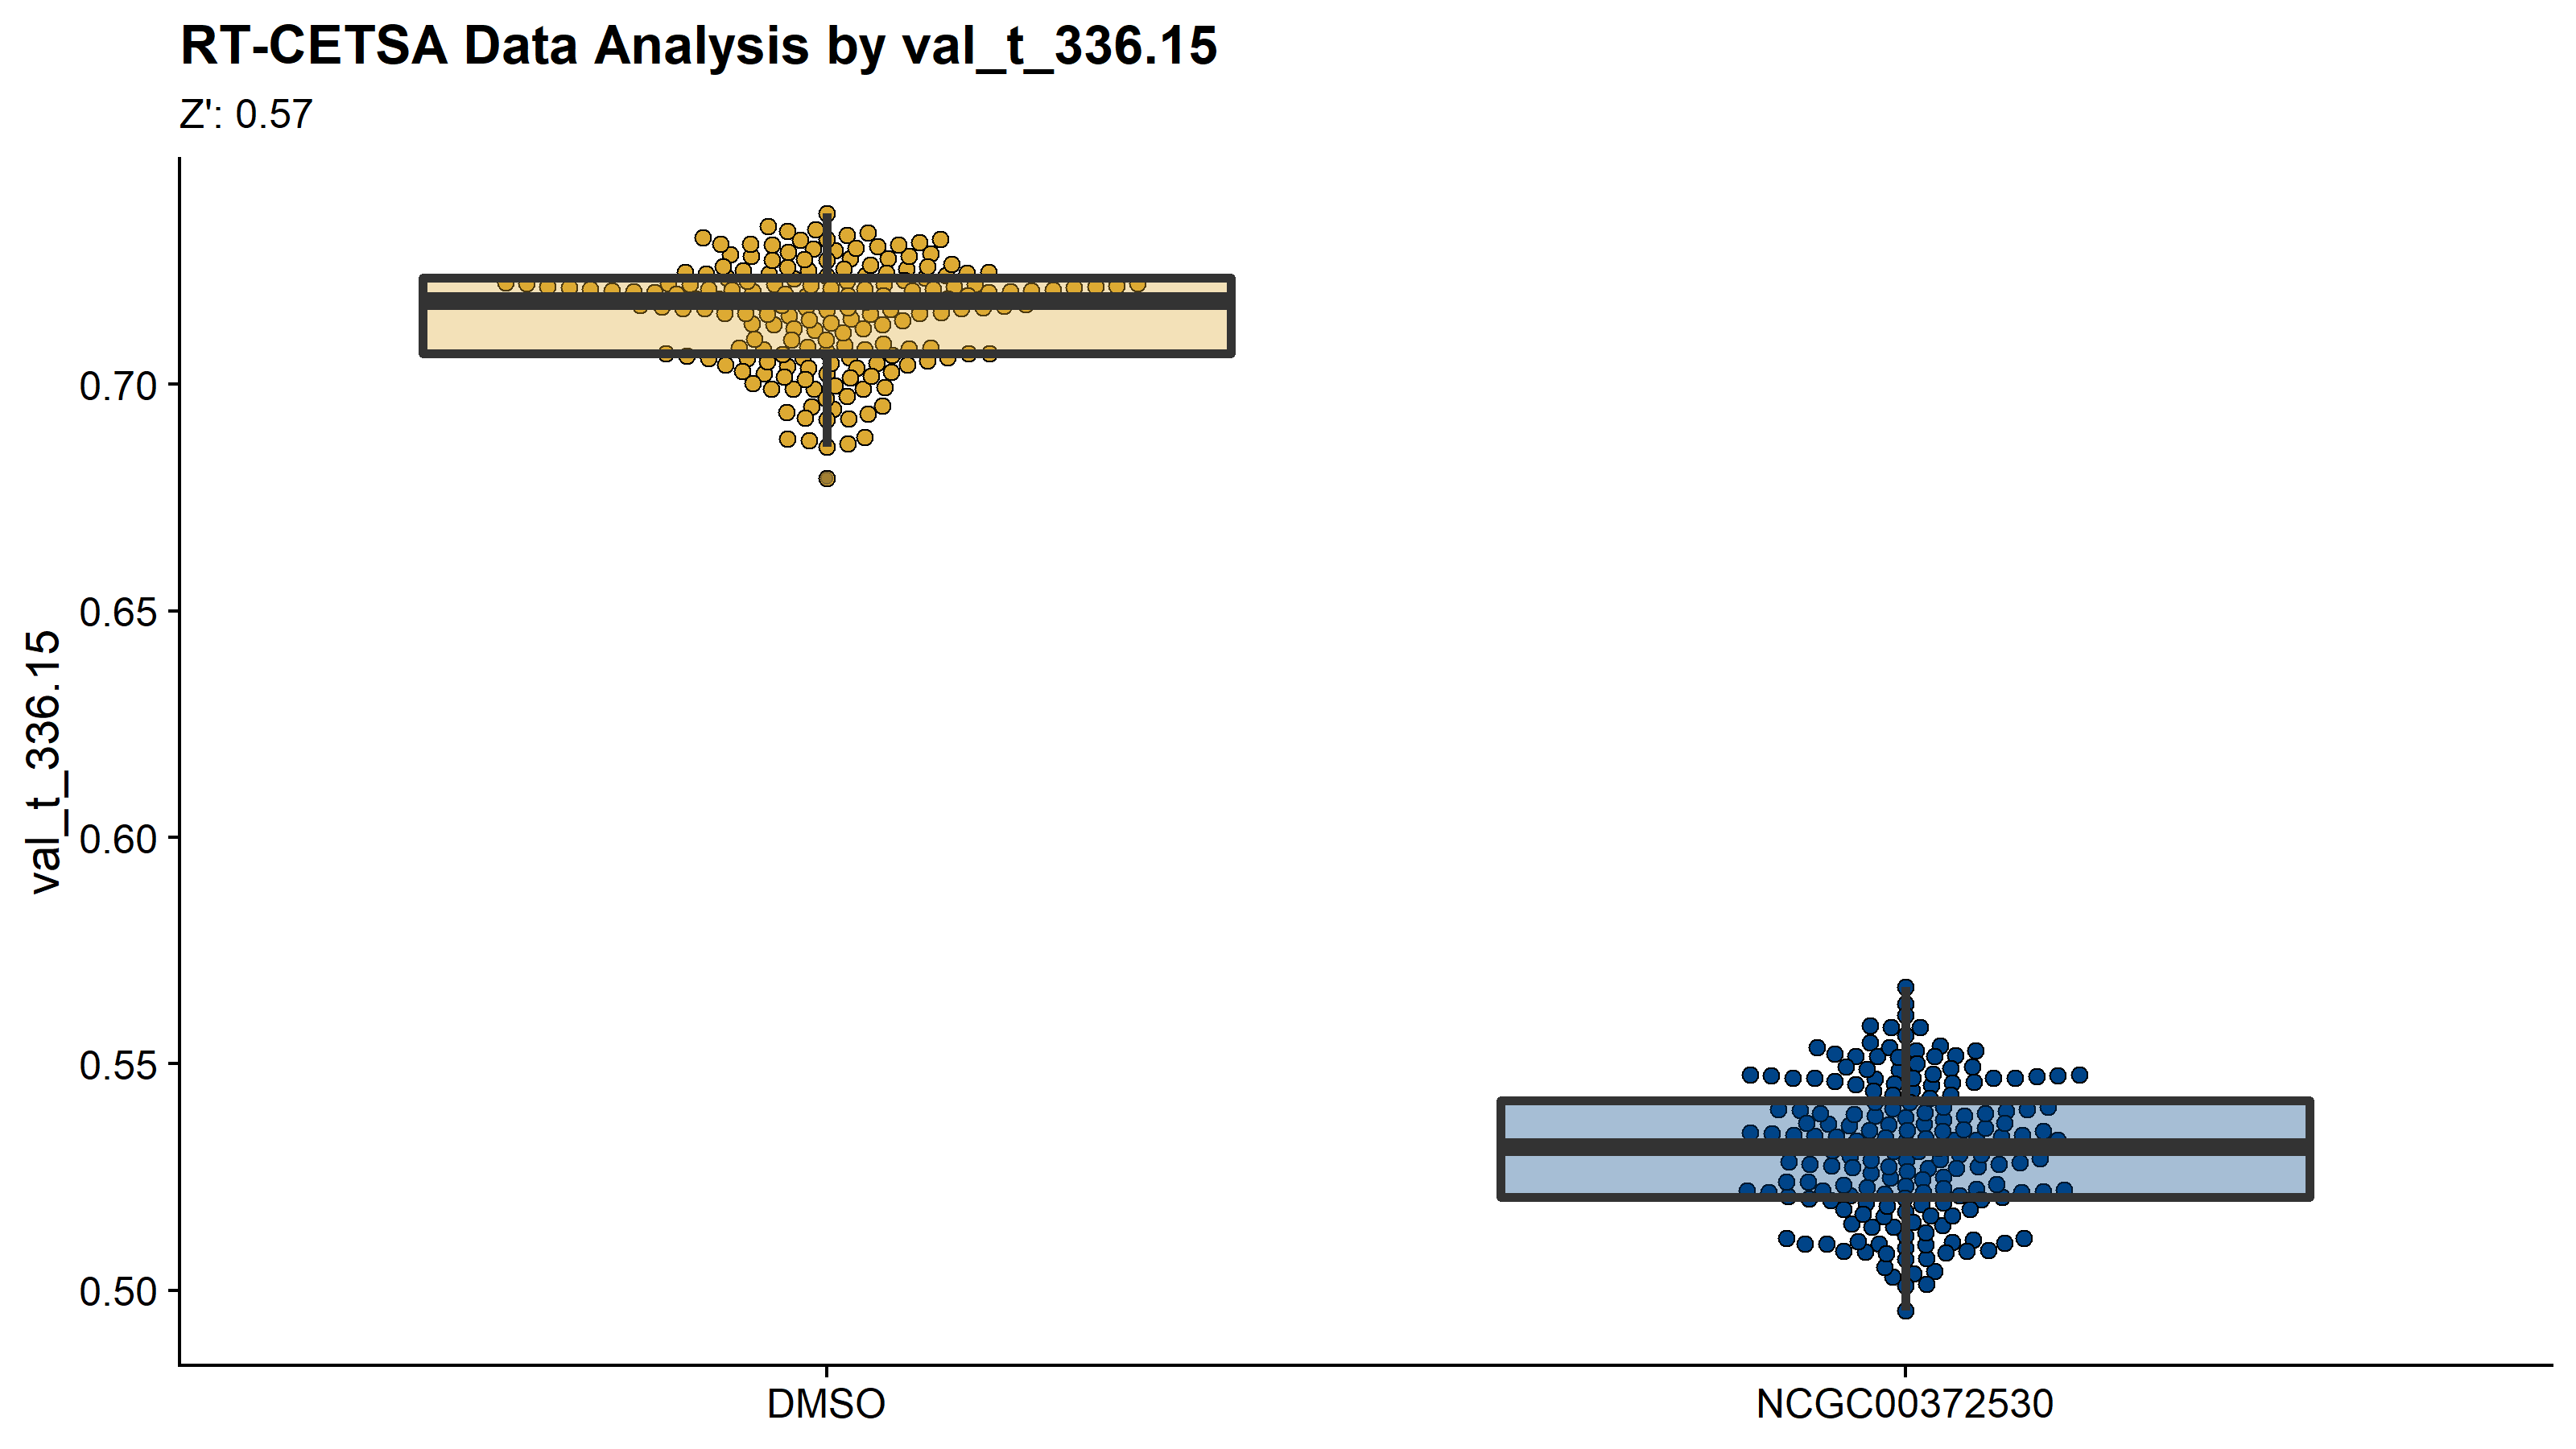 RT-CETSA Data Analysis by val_t_336.15
Z': 0.57
val_t_336.15
0.70
0.65
0.60
0.55
0.50
DMSO
NCGC00372530